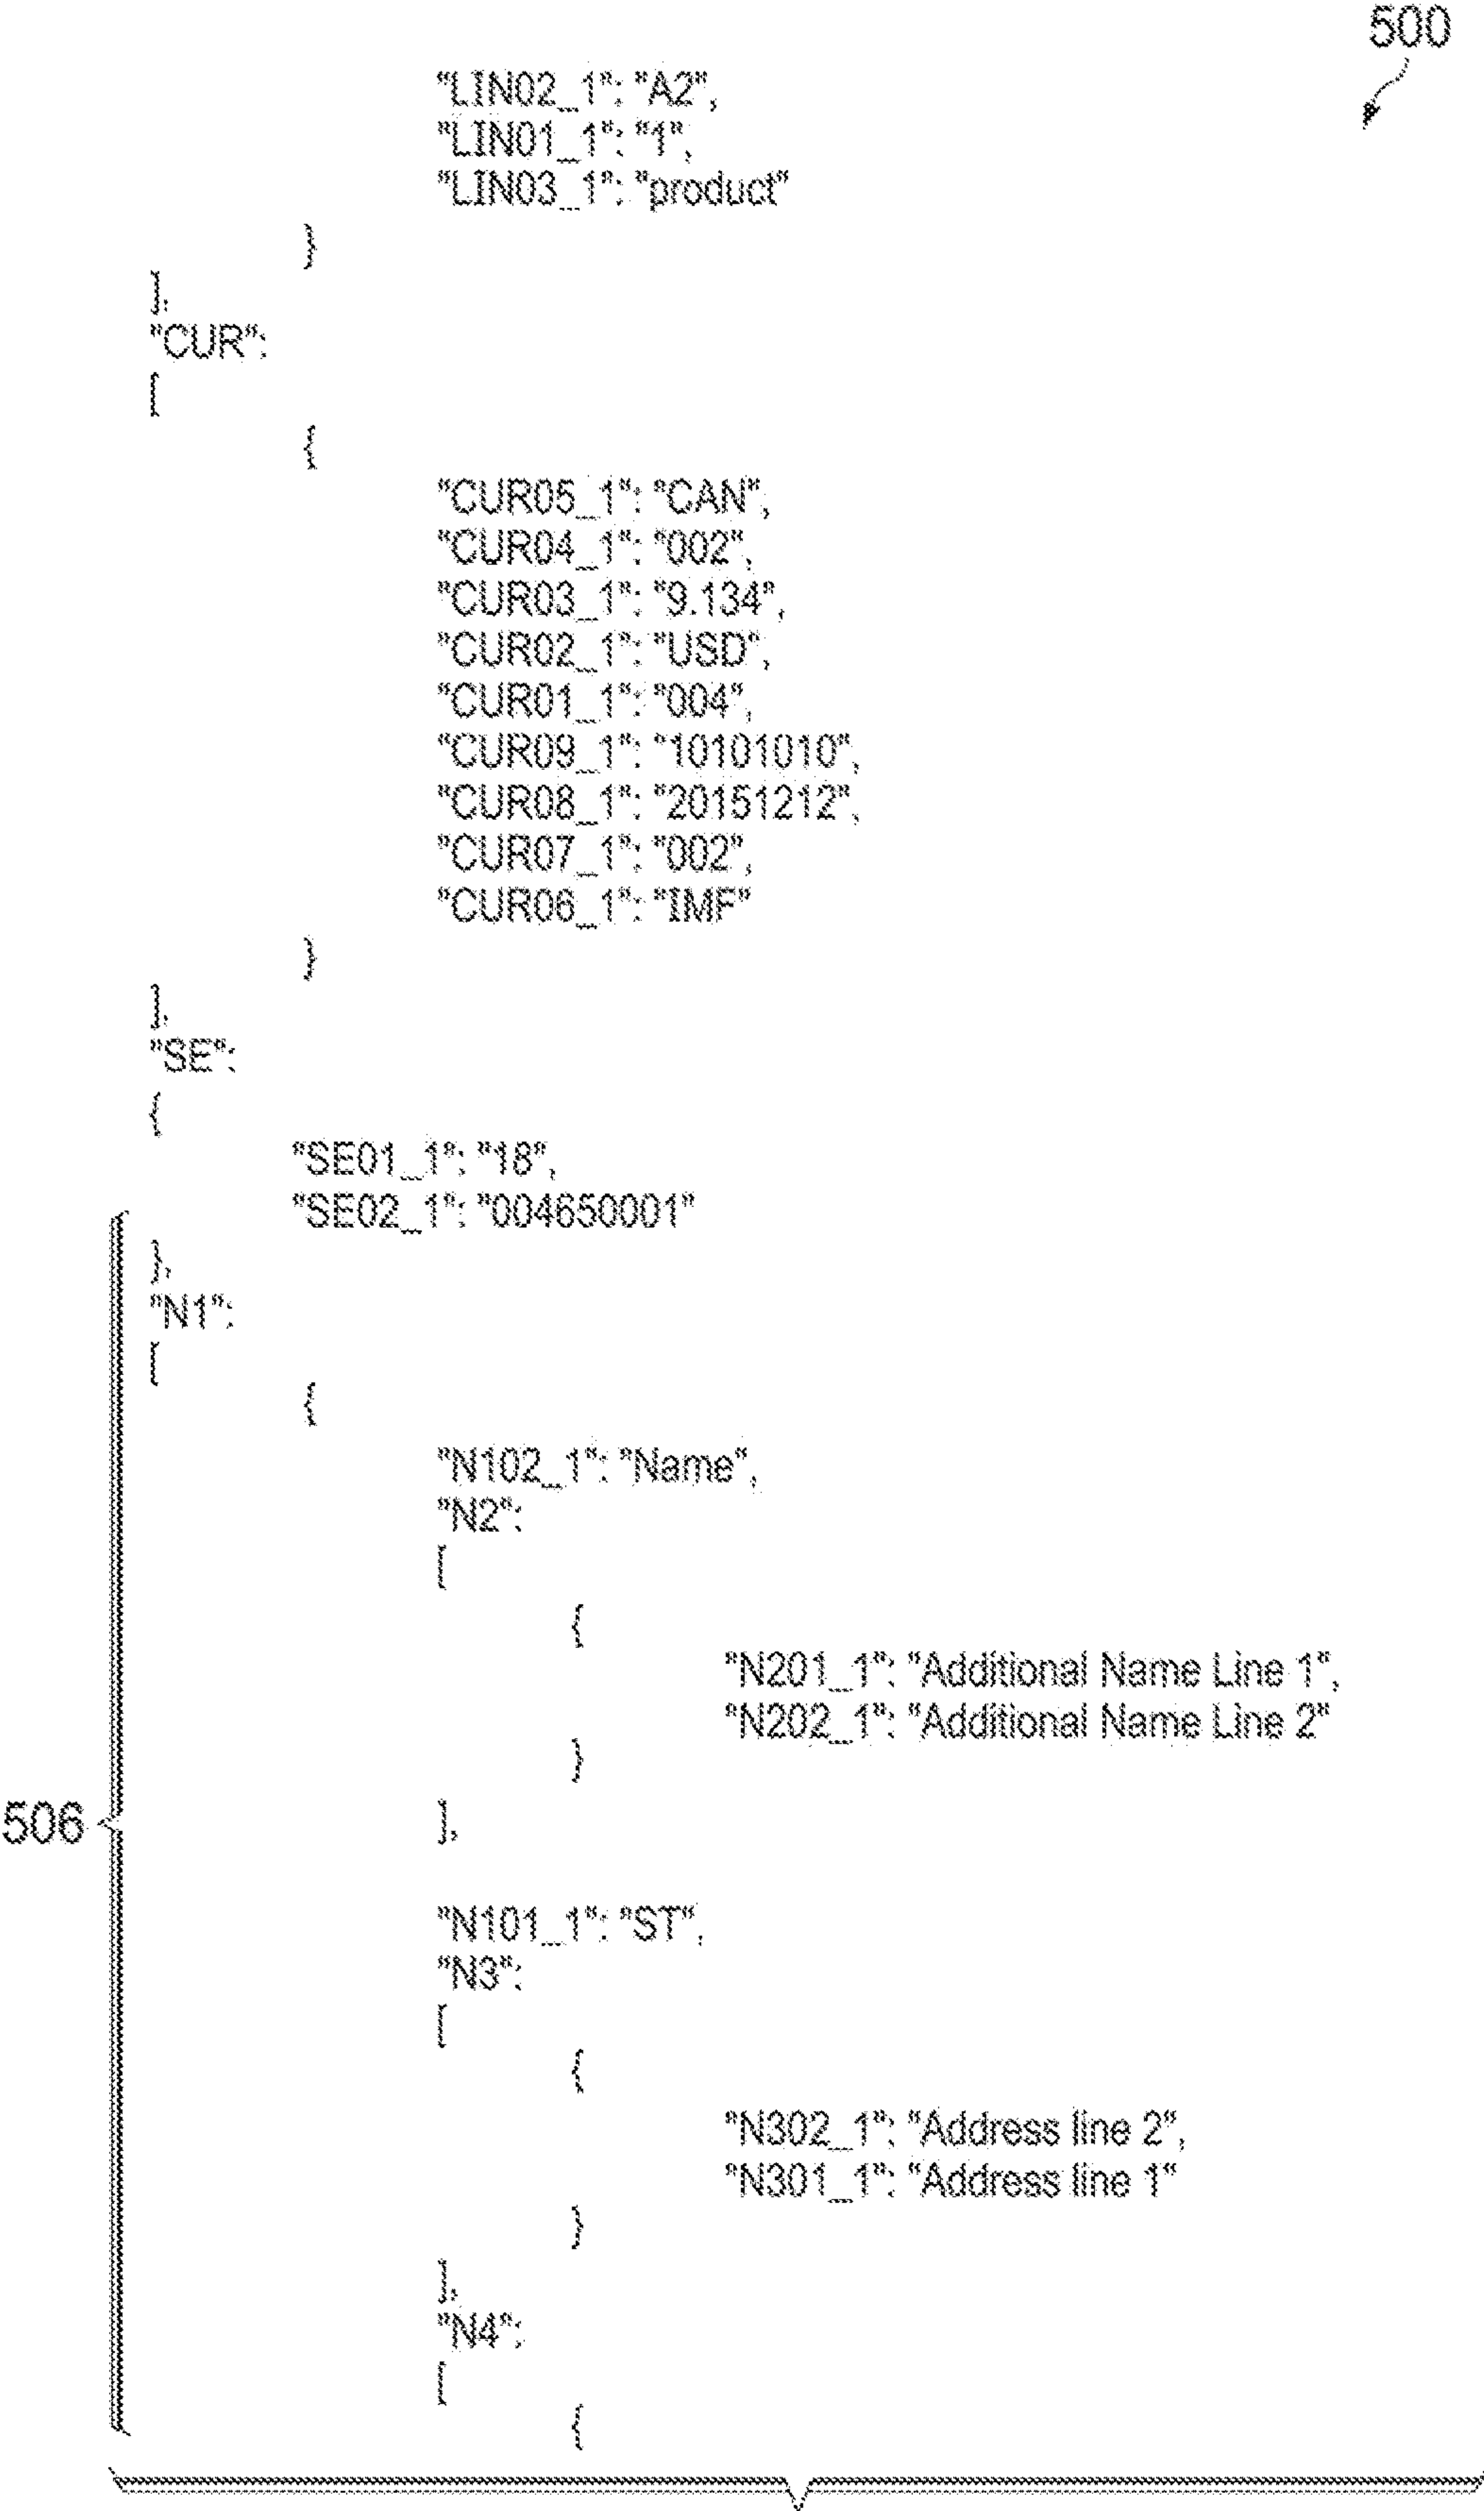 500
"LIN02_1": "A2",
"LIN01_1": "1",
"LIN03_1": "product"
}
],
"CUR":
[
{
"CUR05_1": "CAN",
"CUR04_1": "002",
"CUR03_1": "9.134",
"CUR02_1": "USD",
"CUR01_1": "004",
"CUR09_1": "10101010",
"CUR08_1": "20151212",
"CUR07_1": "002",
"CUR06_1": "IMF"
}
],
"SE":
{
"SE01_1": "18",
"SE02_1": "004650001"
},
"N1":
[
{
"N102_1": "Name",
"N2":
[
{
"N201_1": "Additional Name Line 1",
"N202_1": "Additional Name Line 2"
}
506
],
"N101_1": "ST",
"N3":
[
{
"N302_1": "Address line 2",
"N301_1": "Address line 1"
}
],
"N4":
[
{